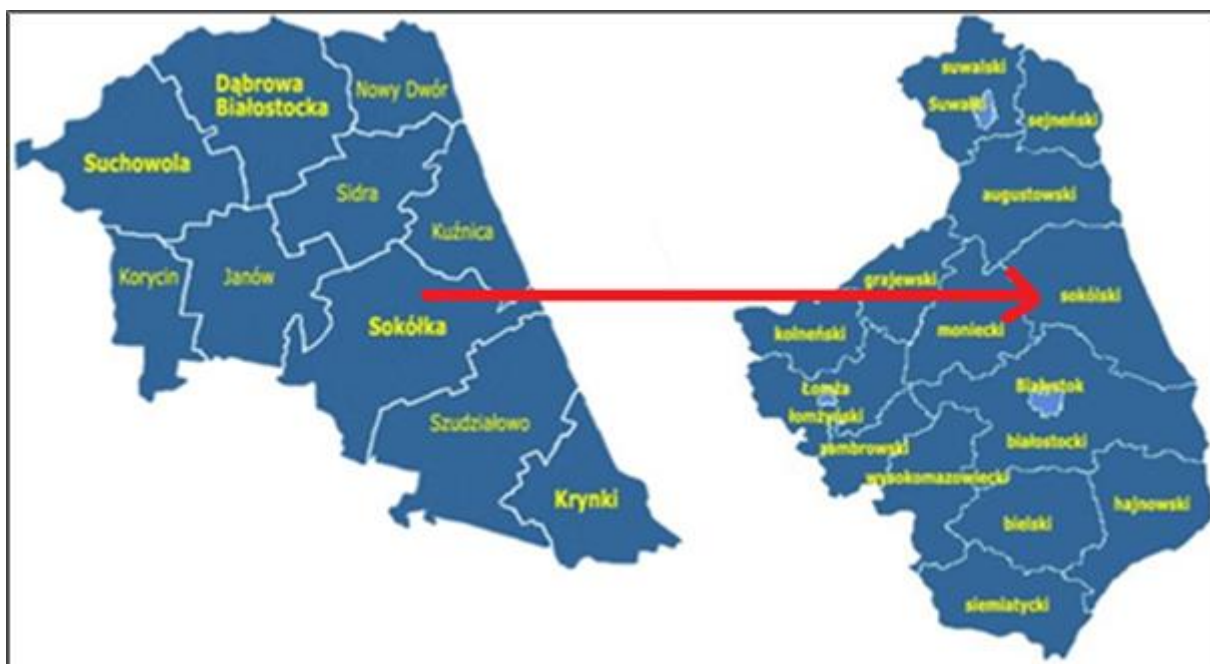 Dąbrowa
Białostocka
Nowy Dwór
Suchowola
Sidra
Kuźnica
Korycin
Janów
Sokółka
Szudziałowo
Krynki
suwalski
Suwałki
sejneński
augustowski
grajewski
sokólski
kolneński
moniecki
Łomża
Białystok
łomżyński
zambrowski
białostocki
wysokomazowiecki
hajnowski
bielski
siemiatycki